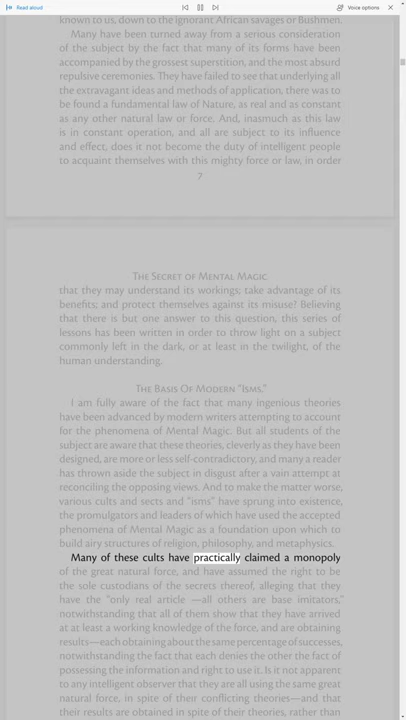 Read aloud
Voice options
known to us, down to the ignorant African savages or Bushmen.
Many have been turned away from a serious consideration
of the subject by the fact that many of its forms have been
accompanied by the grossest superstition, and the most absurd
repulsive ceremonies. They have failed to see that underlying all
the extravagant ideas and methods of application, there was to
be found a fundamental law of Nature, as real and as constant
as any other natural law or force. And, inasmuch as this law
is in constant operation, and all are subject to its influence
and effect, does it not become the duty of intelligent people
to acquaint themselves with this mighty force or law, in order
7
The Secret of Mental Magic
that they may understand its workings; take advantage of its
benefits; and protect themselves against its misuse? Believing
that there is but one answer to this question, this series of
lessons has been written in order to throw light on a subject
commonly left in the dark, or at least in the twilight, of the
human understanding.
The Basis Of Modern "Isms."
I am fully aware of the fact that many ingenious theories
have been advanced by modern writers attempting to account
for the phenomena of Mental Magic. But all students of the
subject are aware that these theories, cleverly as they have been
designed, are more or less self-contradictory, and many a reader
has thrown aside the subject in disgust after a vain attempt at
reconciling the opposing views. And to make the matter worse,
various cults and sects and "isms" have sprung into existence,
the promulgators and leaders of which have used the accepted
phenomena of Mental Magic as a foundation upon which to
build airy structures of religion, philosophy, and metaphysics.
Many of these cults have practically claimed a monopoly
of the great natural force, and have assumed the right to be
the sole custodians of the secrets thereof, alleging that they
have the "only real article —all others are base imitators,"
notwithstanding that all of them show that they have arrived
at at least a working knowledge of the force, and are obtaining
results—each obtaining about the same percentage of successes,
notwithstanding the fact that each denies the other the fact of
possessing the information and right to use it. Is it not apparent
to any intelligent observer that they are all using the same great
natural force, in spite of their conflicting theories—and that
their results are obtained in spite of their theories, rather than